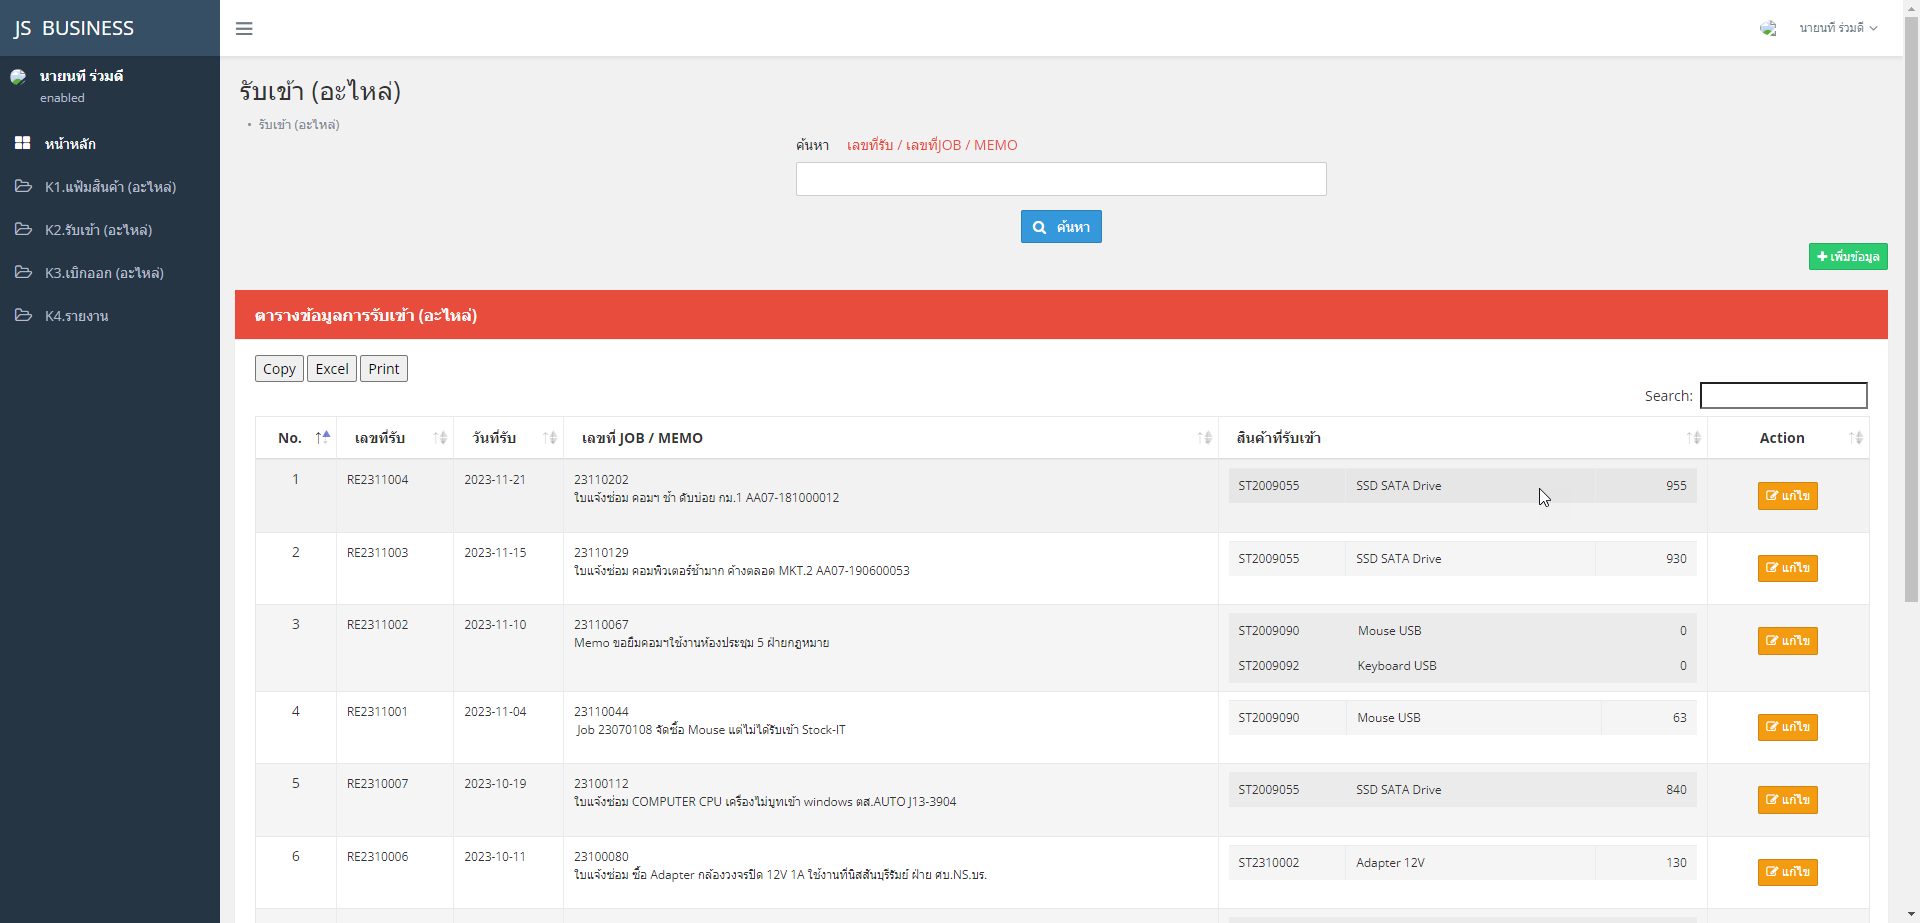 JS BUSINESS
นายนที ร่วมดี
นายนที ร่วมดี
enabled
หน้าหลัก
K1.แฟ้มสินค้า (อะไหล่)
K2.รับเข้า (อะไหล่)
K3.เบิกออก (อะไหล่)
K4.รายงาน
รับเข้า (อะไหล่)
• รับเข้า (อะไหล่)
ค้นหา เลขที่รับ / เลขที่JOB / MEMO
ค้นหา
เพิ่มข้อมูล
ตารางข้อมูลการรับเข้า (อะไหล่)
Copy Excel Print
Search:
No. เลขที่รับ วันที่รับ เลขที่ JOB / MEMO สินค้าที่รับเข้า Action
1 RE2311004 2023-11-21 23110202 ST2009055 SSD SATA Drive 955 แก้ไข
ใบแจ้งซ่อม คอมฯ ช้า ดับบ่อย กม.1 AA07-181000012
2 RE2311003 2023-11-15 23110129 ST2009055 SSD SATA Drive 930 แก้ไข
ใบแจ้งซ่อม คอมพิวเตอร์ช้ามาก ค้างตลอด MKT.2 AA07-190600053
3 RE2311002 2023-11-10 23110067 ST2009090 Mouse USB 0 แก้ไข
Memo ขอยืมคอมฯใช้งานห้องประชุม 5 ฝ่ายกฎหมาย
ST2009092 Keyboard USB 0
4 RE2311001 2023-11-04 23110044 ST2009090 Mouse USB 63 แก้ไข
Job 23070108 จัดซื้อ Mouse แต่ไม่ได้รับเข้า Stock-IT
5 RE2310007 2023-10-19 23100112 ST2009055 SSD SATA Drive 840 แก้ไข
ใบแจ้งซ่อม COMPUTER CPU เครื่องไม่บูทเข้า windows ตส.AUTO J13-3904
6 RE2310006 2023-10-11 23100080 ST2310002 Adapter 12V 130 แก้ไข
ใบแจ้งซ่อม ซื้อ Adapter กล้องวงจรปิด 12V 1A ใช้งานที่นิสสันบุรีรัมย์ ฝ่าย ศบ.NS.บร.